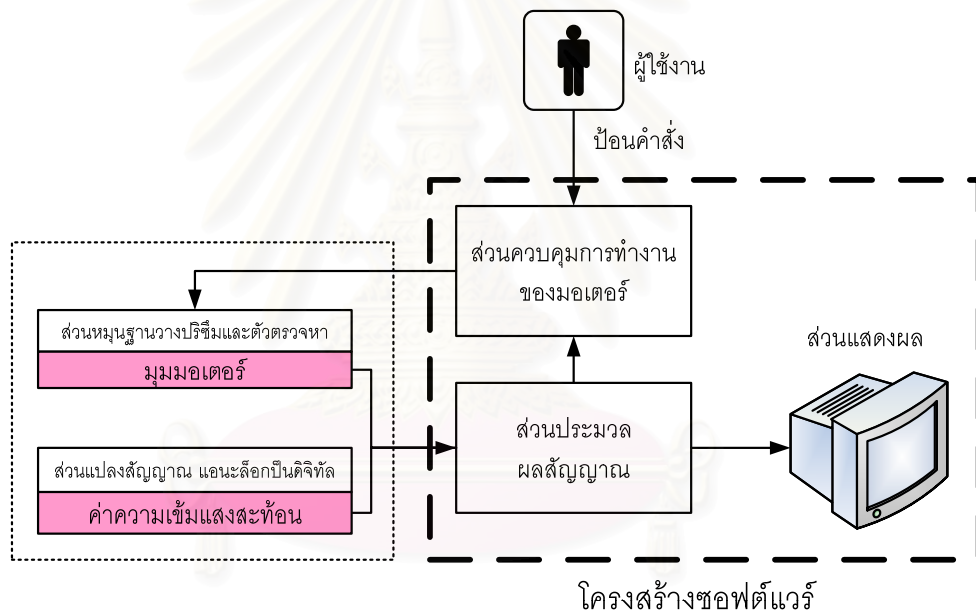 ผู้ใช้งาน
ป้อนคำสั่ง
ส่วนควบคุมการทำงาน
ของมอเตอร์
ส่วนหมุนฐานวางปริซึมและตัวตรวจหา
มุมมอเตอร์
ส่วนแสดงผล
ส่วนประมวล
ผลสัญญาณ
ส่วนแปลงสัญญาณ แอนะล็อกป็นดิจิทัล
ค่าความเข้มแสงสะท้อน
โครงสร้างซอฟต์แวร์